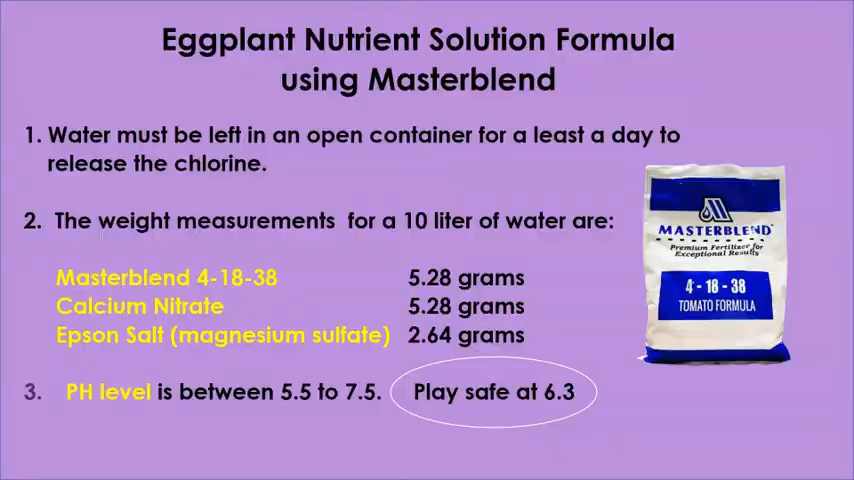 Eggplant Nutrient Solution Formula
using Masterblend
1. Water must be left in an open container for a least a day to
release the chlorine.
2. The weight measurements for a 10 liter of water are:
Masterblend 4-18-38 5.28 grams
Calcium Nitrate 5.28 grams
Epson Salt (magnesium sulfate) 2.64 grams
3. PH level is between 5.5 to 7.5. Play safe at 6.3
MASTERBLEND
Premium Fertilizer for
Exceptional Results
4 - 18 - 38
TOMATO FORMULA